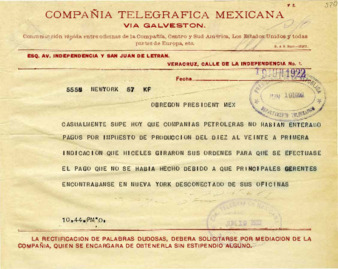 COMPAÑIA TELEGRAFICA MEXICANA
VIA GALVESTON.
Comunicación rápida entre oficinas de la Compañía, Centro y Sud América, los Estados Unidos y todas
partes de Europa, etc.
ESQ. AV. INDEPENDENCIA Y SAN JUAN DE LETRAN.
VERACRUZ, CALLE DE LA INDEPENDENCIA No.
Fecha
1922
5558 NEWYORK 67 KF
OBREGON PRESIDENT MEX
CASUALMENTE SUPE HOY QUE COMPANIAS PETROLERAS NO HABIAN ENTERADO
PAGOS POR IMPUESTO DE PRODUCCION DEL DIEZ AL VEINTE A PRIMERA
INDICACION QUE HICELES GIRARON SUS ORDENES PARA QUE SE EFECTUASE
EL PAGO QUE NO SE HABIA HECHO DEBIDO A QUE PRINCIPALES GERENTES
ENCONTRABANSE EN NUEVA YORK DESCONECTADO DE SUS OFICINAS
10.44.PM
LA RECTIFICACION DE PALABRAS DUDOSAS, DEBERA SOLICITARSE POR MEDIACION DE LA
COMPAÑIA, QUIEN SE ENCARGARA DE OBTENERLA SIN ESTIPENDIO NINGUNO.